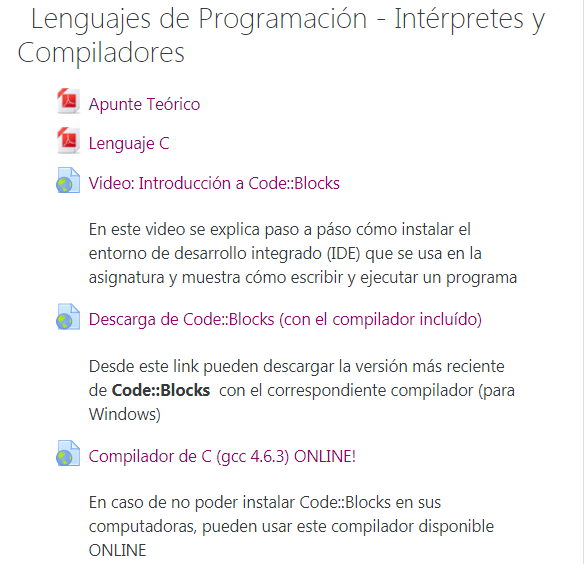 Lenguajes de Programación - Intérpretes y
Compiladores
Apunte Teórico
Lenguaje C
Video: Introducción a Code::Blocks
En este video se explica paso a páso cómo instalar el
entorno de desarrollo integrado (IDE) que se usa en la
asignatura y muestra cómo escribir y ejecutar un programa
Descarga de Code::Blocks (con el compilador incluído)
Desde este link pueden descargar la versión más reciente
de Code::Blocks con el correspondiente compilador (para
Windows)
Compilador de C (gcc 4.6.3) ONLINE!
En caso de no poder instalar Code::Blocks en sus
computadoras, pueden usar este compilador disponible
ONLINE